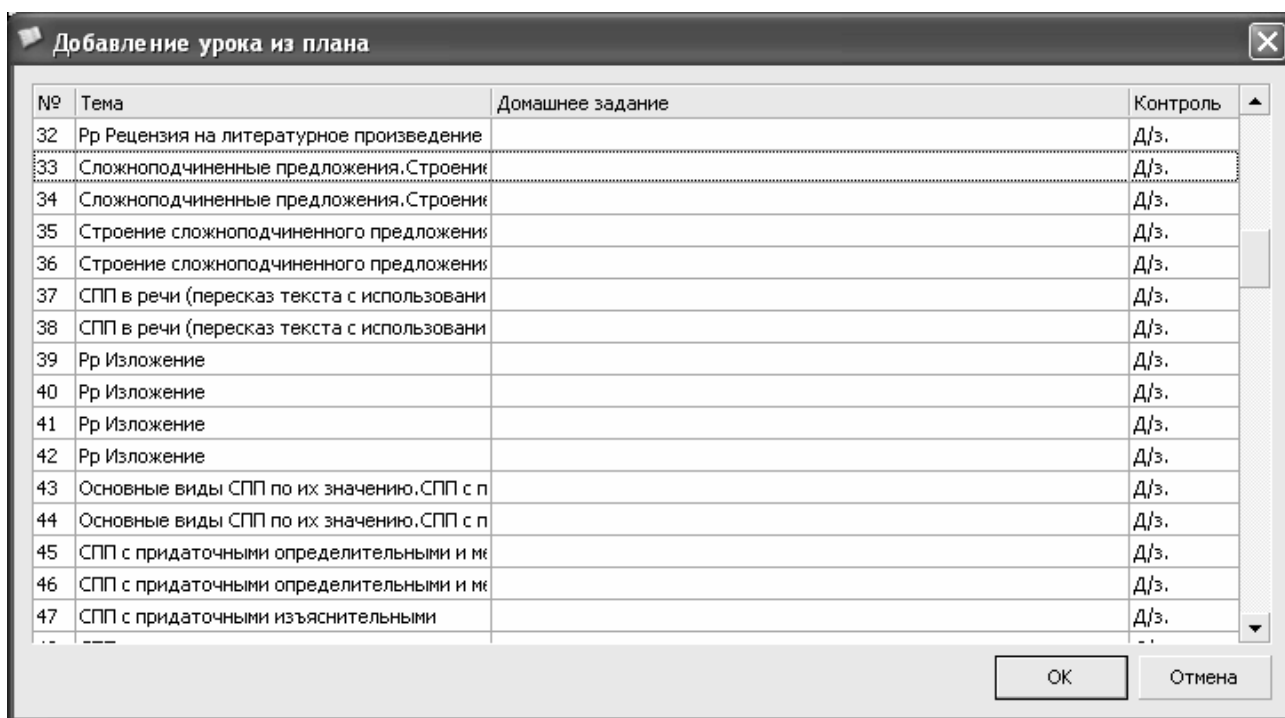 Добавление урока из плана
№ Тема Домашнее задание Контроль
32 Рр Рецензия на литературное произведение Д/з.
33 Сложноподчиненные предложения.Строение Д/з.
34 Сложноподчиненные предложения.Строение Д/з.
35 Строение сложноподчиненного предложения Д/з.
36 Строение сложноподчиненного предложения Д/з.
37 СПП в речи (пересказ текста с использовани Д/з.
38 СПП в речи (пересказ текста с использовани Д/з.
39 Рр Изложение Д/з.
40 Рр Изложение Д/з.
41 Рр Изложение Д/з.
42 Рр Изложение Д/з.
43 Основные виды СПП по их значению.СПП с п Д/з.
44 Основные виды СПП по их значению.СПП с п Д/з.
45 СПП с придаточными определительными и ме Д/з.
46 СПП с придаточными определительными и ме Д/з.
47 СПП с придаточными изъяснительными Д/з.
OK Отмена